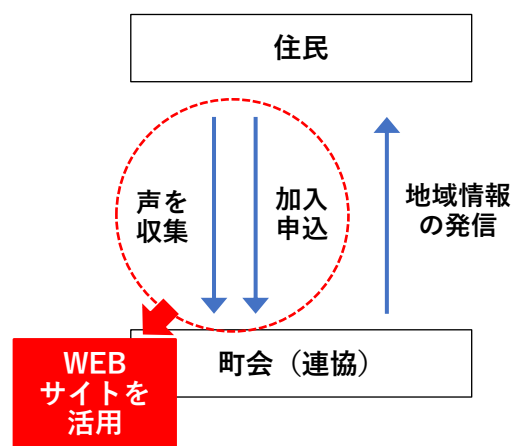 住民
声を
収集
加入
申込
地域情報
の発信
町会（連協）
WEB
サイトを
活用